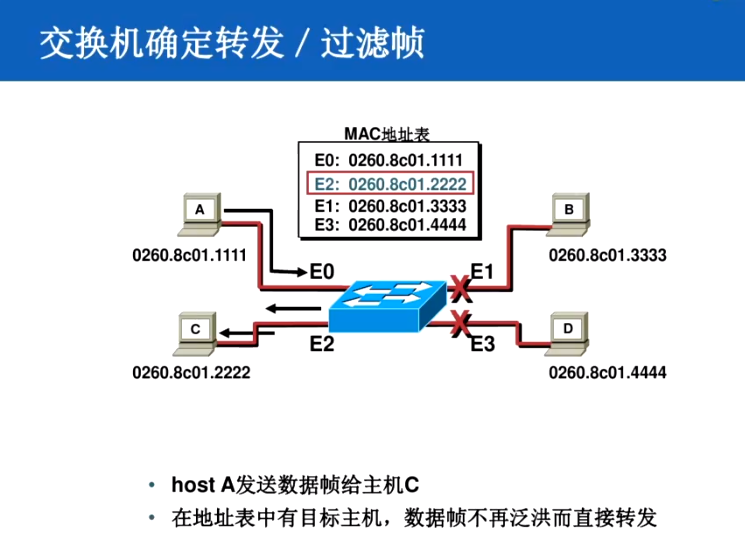 交换机确定转发 / 过滤帧
MAC地址表
E0: 0260.8c01.1111
E2: 0260.8c01.2222
E1: 0260.8c01.3333
E3: 0260.8c01.4444
A
B
0260.8c01.1111
0260.8c01.3333
E0
E1
C
D
E2
E3
0260.8c01.2222
0260.8c01.4444
• host A发送数据帧给主机C
• 在地址表中有目标主机，数据帧不再泛洪而直接转发